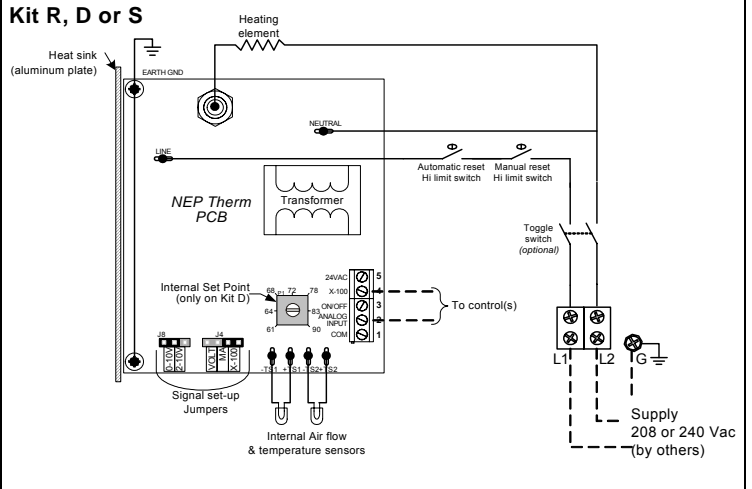 Kit R, D or S
Heating
element
Heat sink
(aluminum plate)
EARTH GND
NEUTRAL
LINE
Automatic reset
Hi limit switch
Manual reset
Hi limit switch
NEP Therm
PCB
Transformer
Toggle
switch
(optional)
Internal Set Point
(only on Kit D)
68
P1
72
78
64
83
61
90
24VAC
5
X-100
4
ON/OFF
3
ANALOG
INPUT
2
COM
1
To control(s)
J8
J4
0-10V
2-10V
VOLT
MA
X-100
-TS1
+TS1
-TS2
+TS2
Signal set-up
Jumpers
Internal Air flow
& temperature sensors
L1
L2
G
Supply
208 or 240 Vac
(by others)